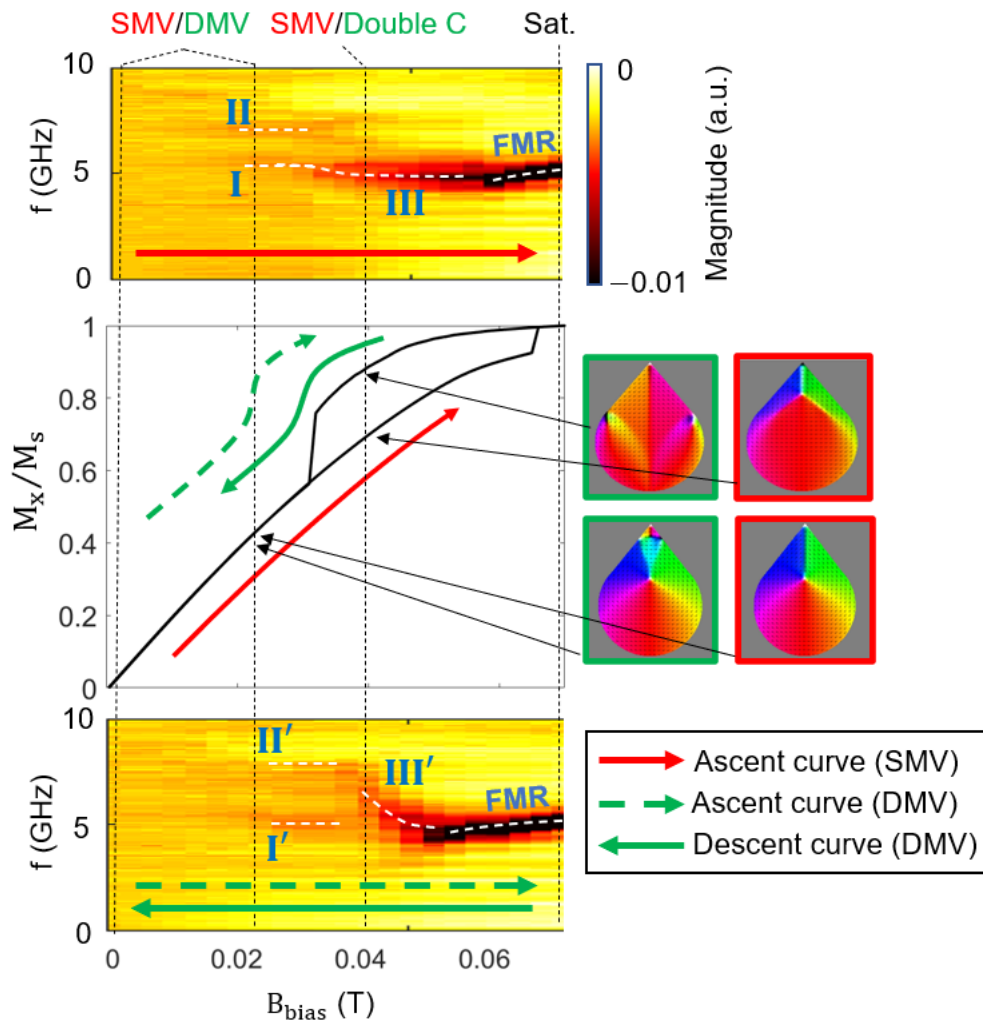 SMV/DMV SMV/Double C Sat.
10
II
FMR
5
I
III
0
f (GHz)
0
−0.01
Magnitude (a.u.)
1
0.8
0.6
0.4
0.2
0
M_x/M_s
10
II′
III′
FMR
5
I′
0
f(GHz)
0 0.02 0.04 0.06
B_bias (T)
Ascent curve (SMV)
Ascent curve (DMV)
Descent curve (DMV)